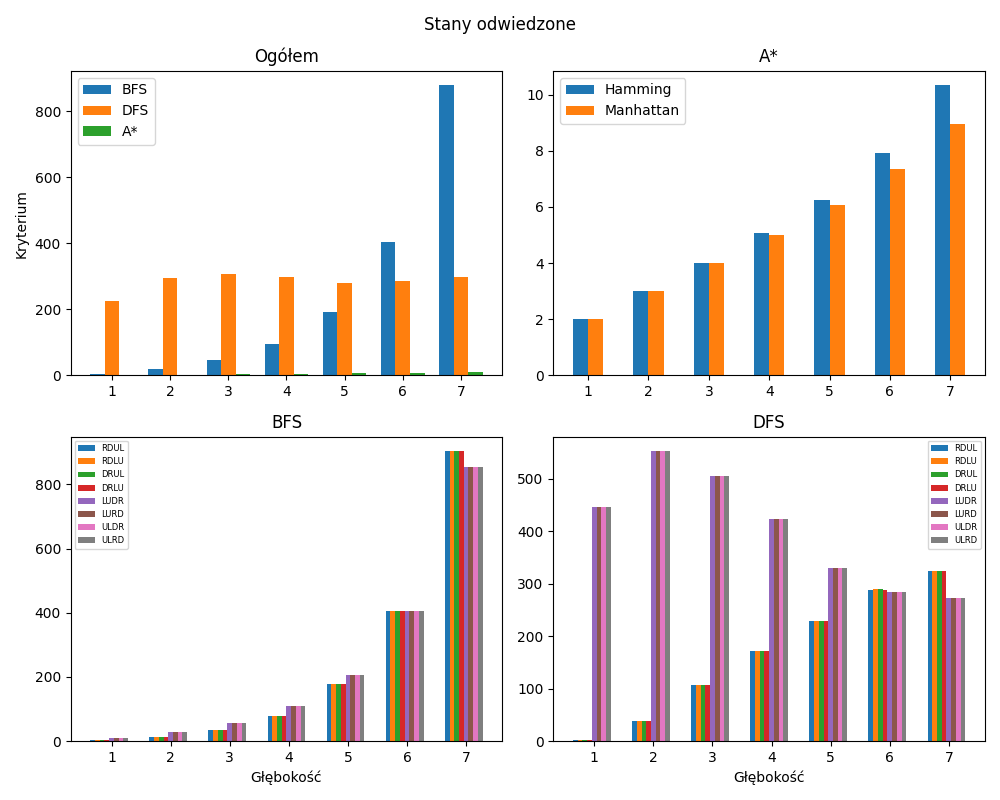 Stany odwiedzone
Ogółem
BFS
DFS
A*
Kryterium
800
600
400
200
0
1 2 3 4 5 6 7
A*
Hamming
Manhattan
10
8
6
4
2
0
1 2 3 4 5 6 7
BFS
RDUL
RDLU
DRUL
DRLU
LUDR
LURD
ULDR
ULRD
800
600
400
200
0
1 2 3 4 5 6 7
Głębokość
DFS
RDUL
RDLU
DRUL
DRLU
LUDR
LURD
ULDR
ULRD
500
400
300
200
100
0
1 2 3 4 5 6 7
Głębokość